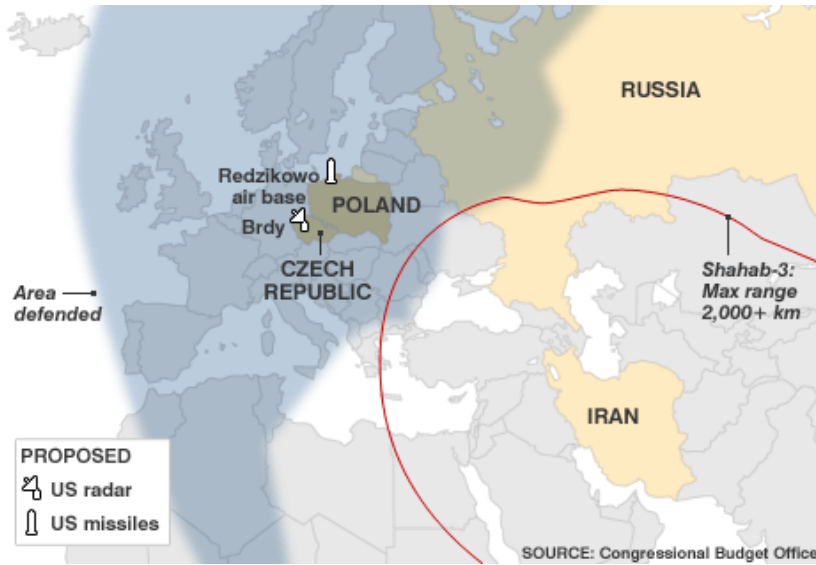 RUSSIA
Redzikowo
air base
POLAND
Brdy
CZECH
REPUBLIC
Area
defended
Shahab-3:
Max range
2,000+ km
IRAN
PROPOSED
US radar
US missiles
SOURCE: Congressional Budget Office